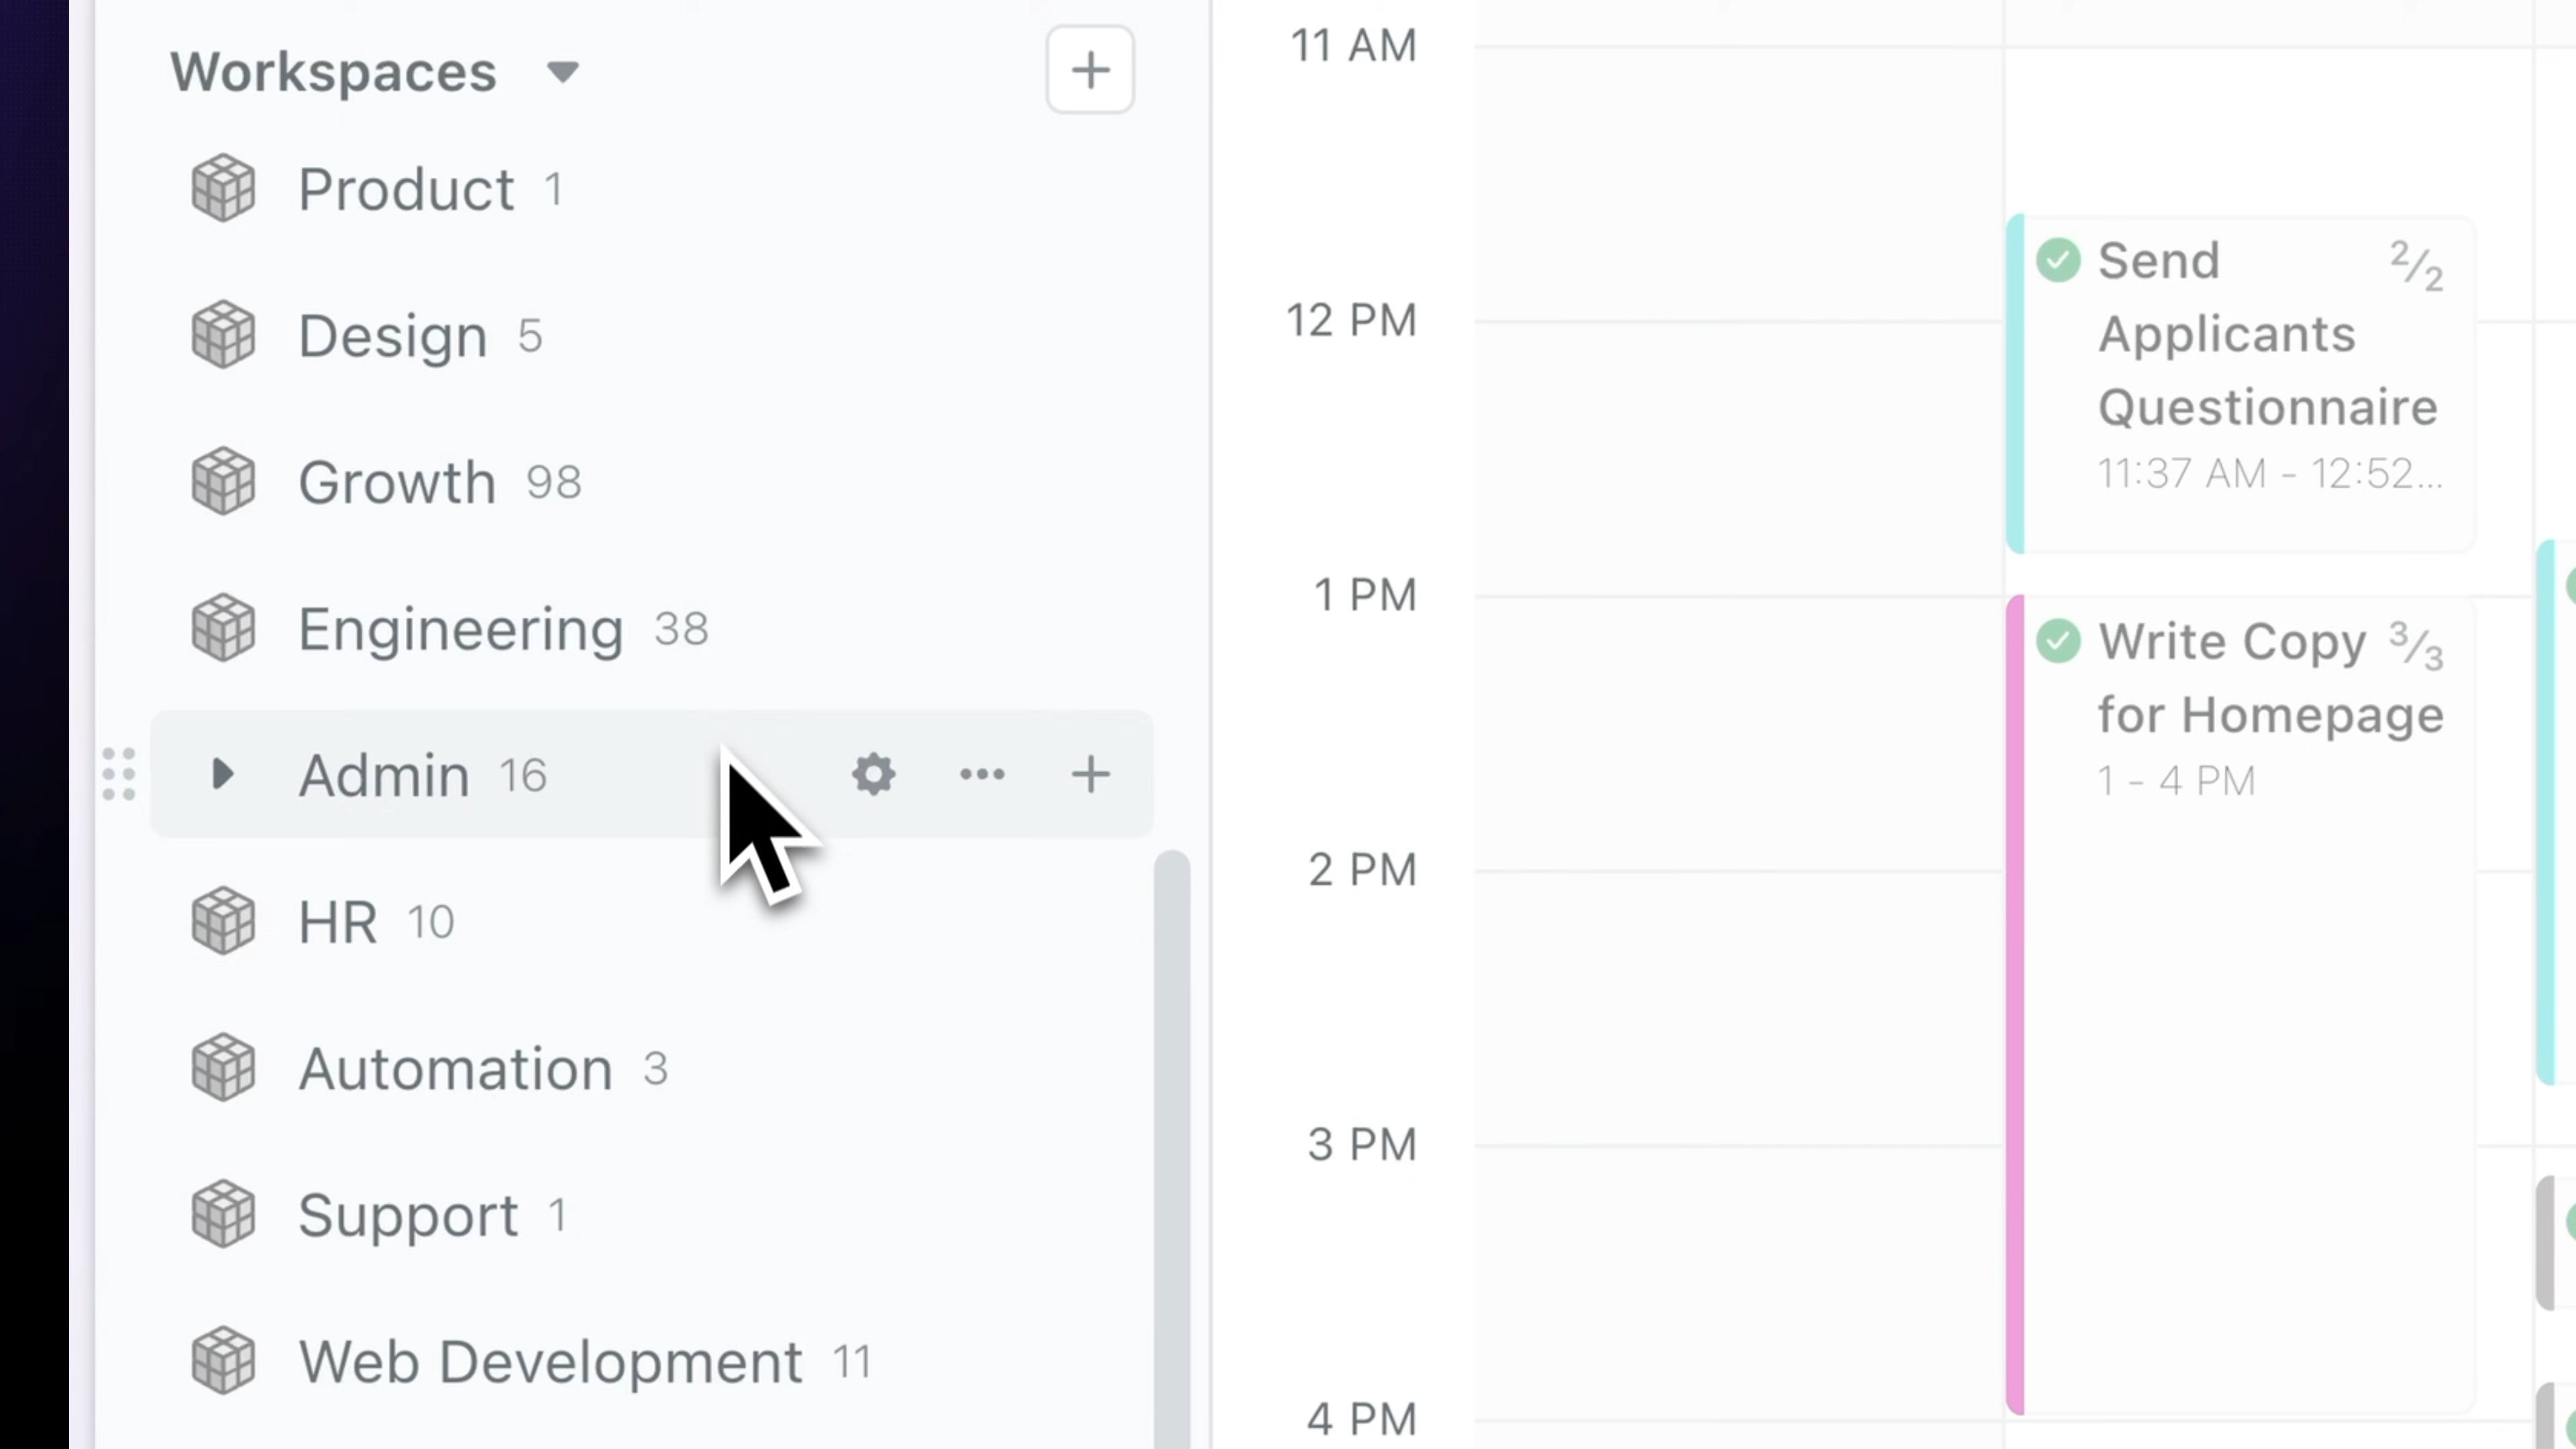 Workspaces
Product 1
Design 5
Growth 98
Engineering 38
Admin 16
HR 10
Automation 3
Support 1
Web Development 11
11 AM
12 PM
1 PM
2 PM
3 PM
4 PM
Send 2/2
Applicants
Questionnaire
11:37 AM - 12:52...
Write Copy 3/3
for Homepage
1 - 4 PM